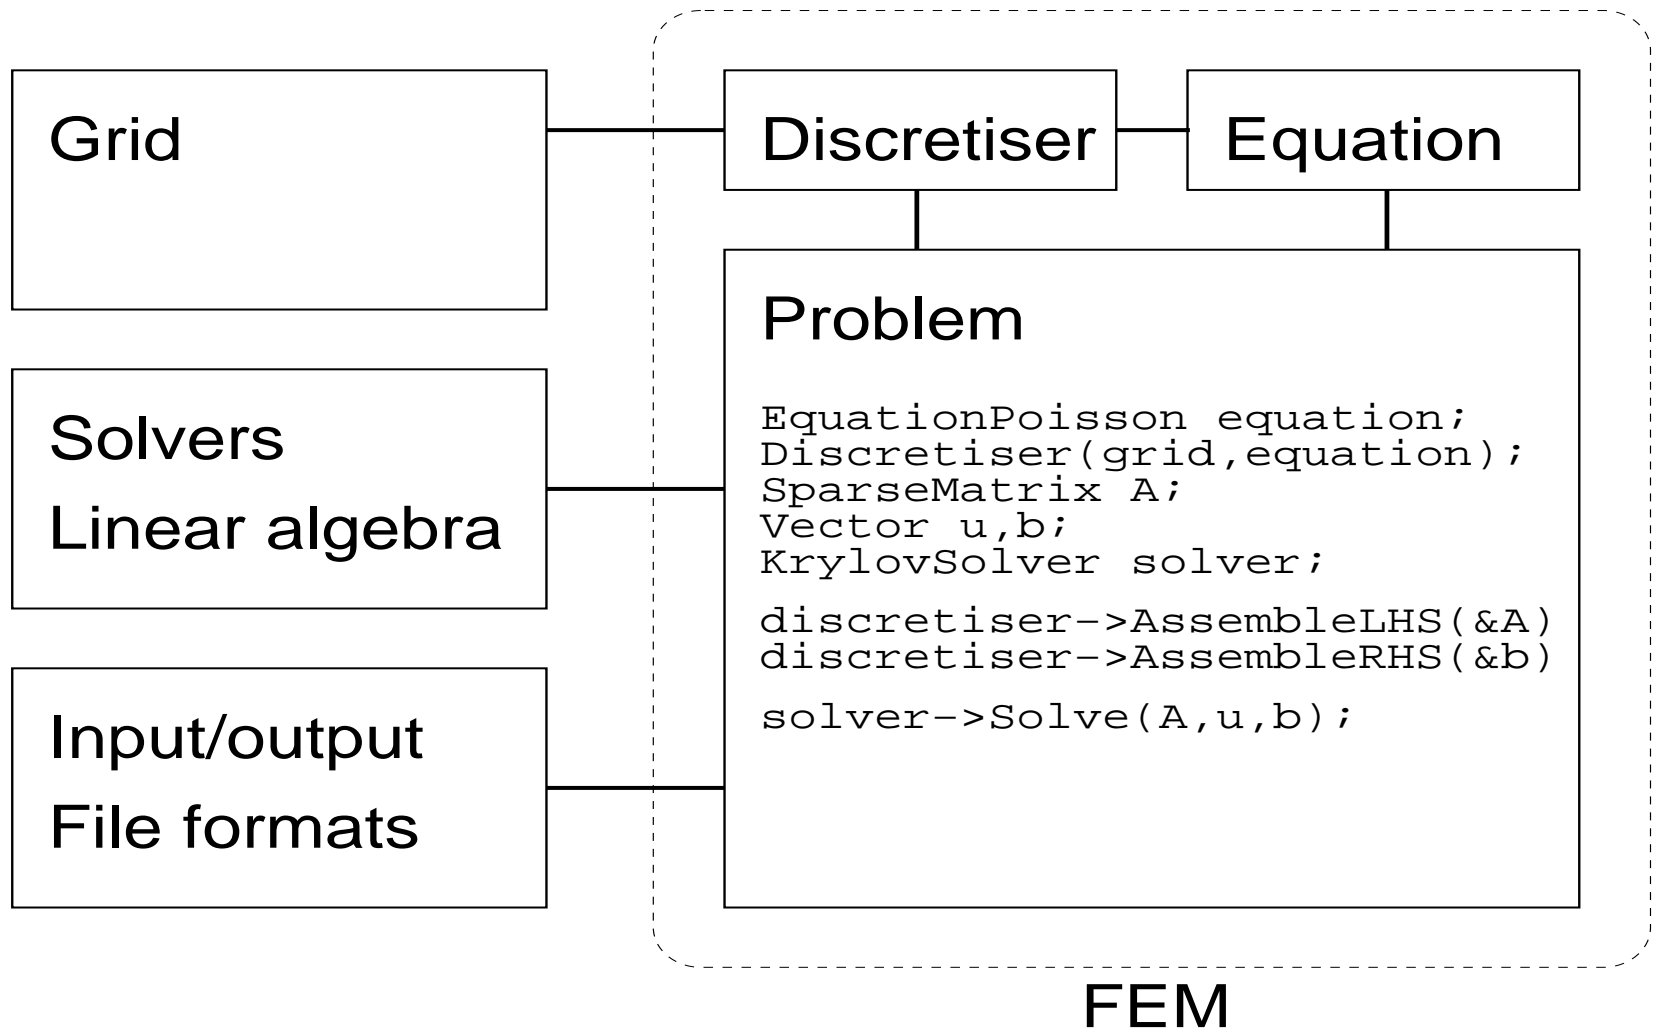 Grid
Discretiser
Equation
Solvers
Linear algebra
Input/output
File formats
Problem
EquationPoisson equation;
Discretiser(grid,equation);
SparseMatrix A;
Vector u,b;
KrylovSolver solver;
discretiser->AssembleLHS(&A)
discretiser->AssembleRHS(&b)
solver->Solve(A,u,b);
FEM